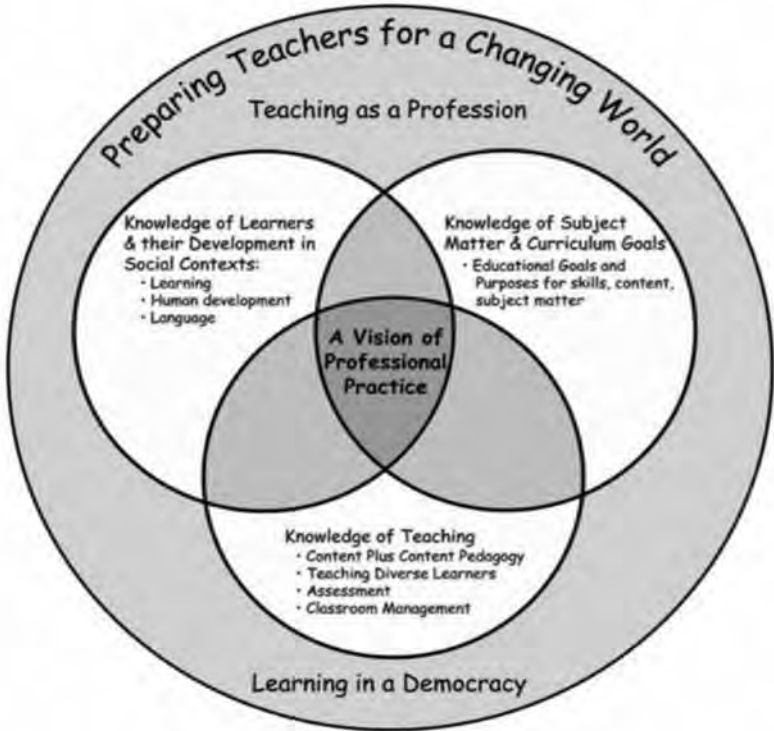 Preparing Teachers for a Changing World
Teaching as a Profession
Knowledge of Learners
& their Development in
Social Contexts:
· Learning
· Human development
· Language
Knowledge of Subject
Matter & Curriculum Goals
· Educational Goals and
Purposes for skills, content,
subject matter
A Vision of
Professional
Practice
Knowledge of Teaching
· Content Plus Content Pedagogy
· Teaching Diverse Learners
· Assessment
· Classroom Management
Learning in a Democracy